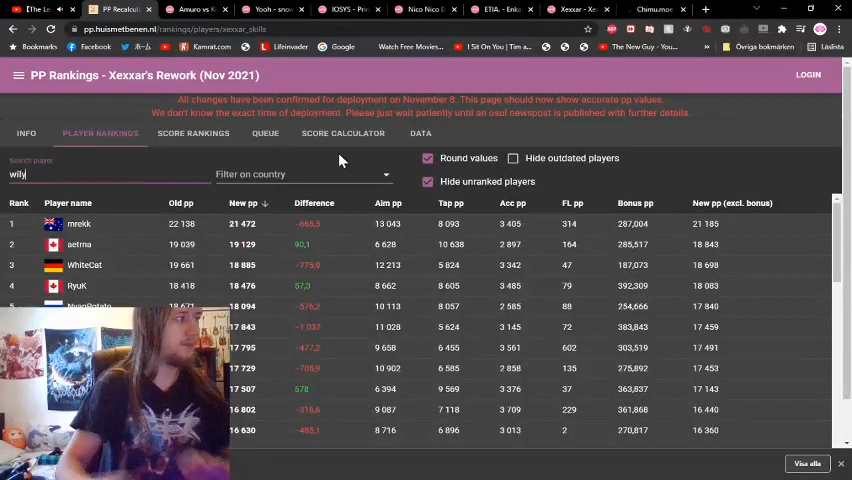 [The Le
PP Recalcul
Amuro vs K
Yooh - snow
IOSYS - Prin
Nico Nico D
ETIA. - Enkan
Xexxar - Xe
Chimu.moe
pp.huismetbenen.nl/rankings/players/xexxar_skills
Bookmarks
Facebook
YouTube
Kamrat.com
Lifeinvader
Google
Watch Free Movies...
I Sit On You | Tim...
The New Guy - You...
Övriga bokmärken
Läslista
PP Rankings - Xexxar's Rework (Nov 2021)
LOGIN
All changes have been confirmed for deployment on November 8. This page should now show accurate pp values.
We don't know the exact time of deployment. Please just wait patiently until an osu! newspost is published with further details.
INFO PLAYER RANKINGS SCORE RANKINGS QUEUE SCORE CALCULATOR DATA
Search player
wily
Filter on country
Round values
Hide outdated players
Hide unranked players
Rank Player name Old pp New pp Difference Aim pp Tap pp Acc pp FL pp Bonus pp New pp (excl. bonus)
1 mrekk 22 138 21 472 -665,5 13 043 8 093 3 405 314 287,004 21 185
2 aetrna 19 039 19 129 90,1 6 628 10 638 2 897 164 285,517 18 843
3 WhiteCat 19 661 18 885 -775,9 12 213 5 824 3 342 47 187,073 18 698
4 RyuK 18 418 18 476 57,3 8 662 8 605 3 485 79 392,309 18 083
5 NyanPotato 18 671 18 094 -576,2 10 113 8 057 2 585 88 254,666 17 840
17 843 -1 037 11 028 5 624 3 145 72 383,843 17 459
17 795 -477,2 9 658 6 455 3 561 602 303,519 17 491
17 729 -705,9 10 902 6 585 2 858 135 275,892 17 453
17 507 578 6 394 9 569 3 376 37 363,837 17 143
16 802 -316,6 9 087 7 118 3 709 229 361,868 16 440
16 630 -485,1 8 716 6 896 3 013 2 270,817 16 360
Visa alla